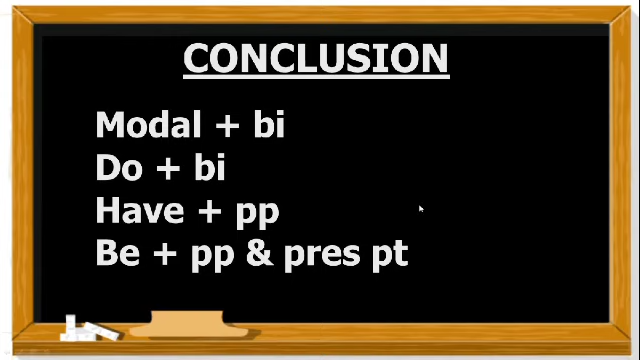 CONCLUSION
Modal + bi
Do + bi
Have + pp
Be + pp & pres pt